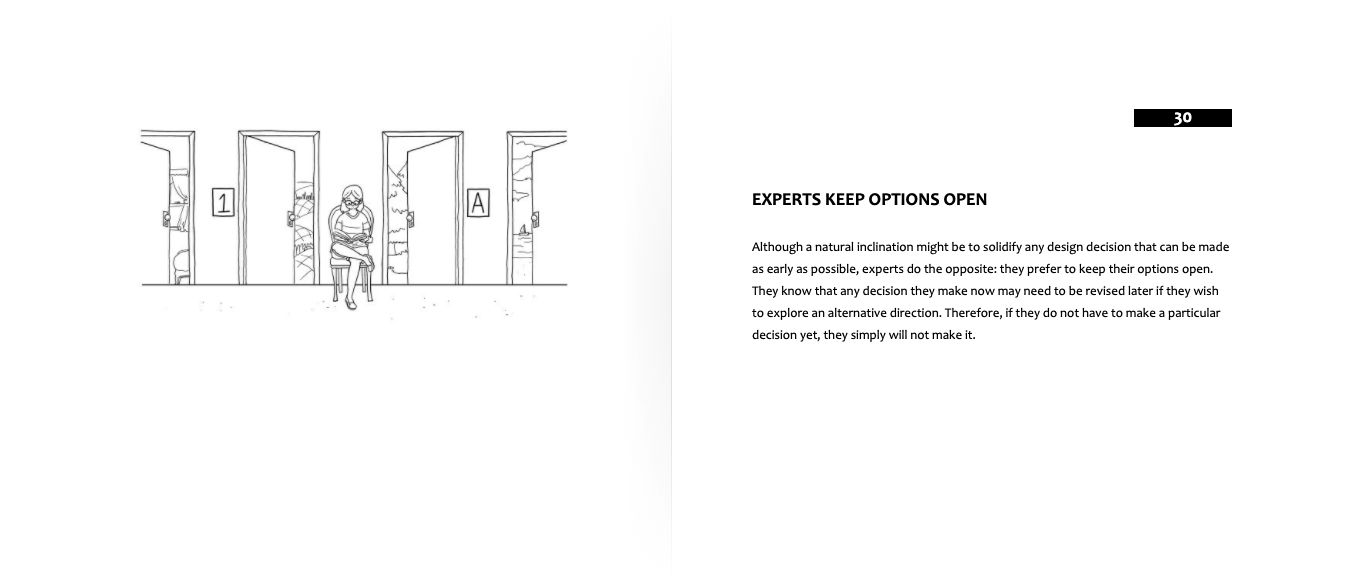 1
A
30
EXPERTS KEEP OPTIONS OPEN
Although a natural inclination might be to solidify any design decision that can be made
as early as possible, experts do the opposite: they prefer to keep their options open.
They know that any decision they make now may need to be revised later if they wish
to explore an alternative direction. Therefore, if they do not have to make a particular
decision yet, they simply will not make it.